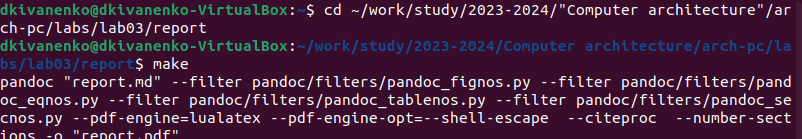 dkivanenko@dkivanenko-VirtualBox:~$ cd ~/work/study/2023-2024/"Computer architecture"/ar
ch-pc/labs/lab03/report
dkivanenko@dkivanenko-VirtualBox:~/work/study/2023-2024/Computer architecture/arch-pc/la
bs/lab03/report$ make
pandoc "report.md" --filter pandoc/filters/pandoc_fignos.py --filter pandoc/filters/pand
oc_eqnos.py --filter pandoc/filters/pandoc_tablenos.py --filter pandoc/filters/pandoc_se
cnos.py --pdf-engine=lualatex --pdf-engine-opt=--shell-escape  --citeproc  --number-sect
ions -o "report.pdf"